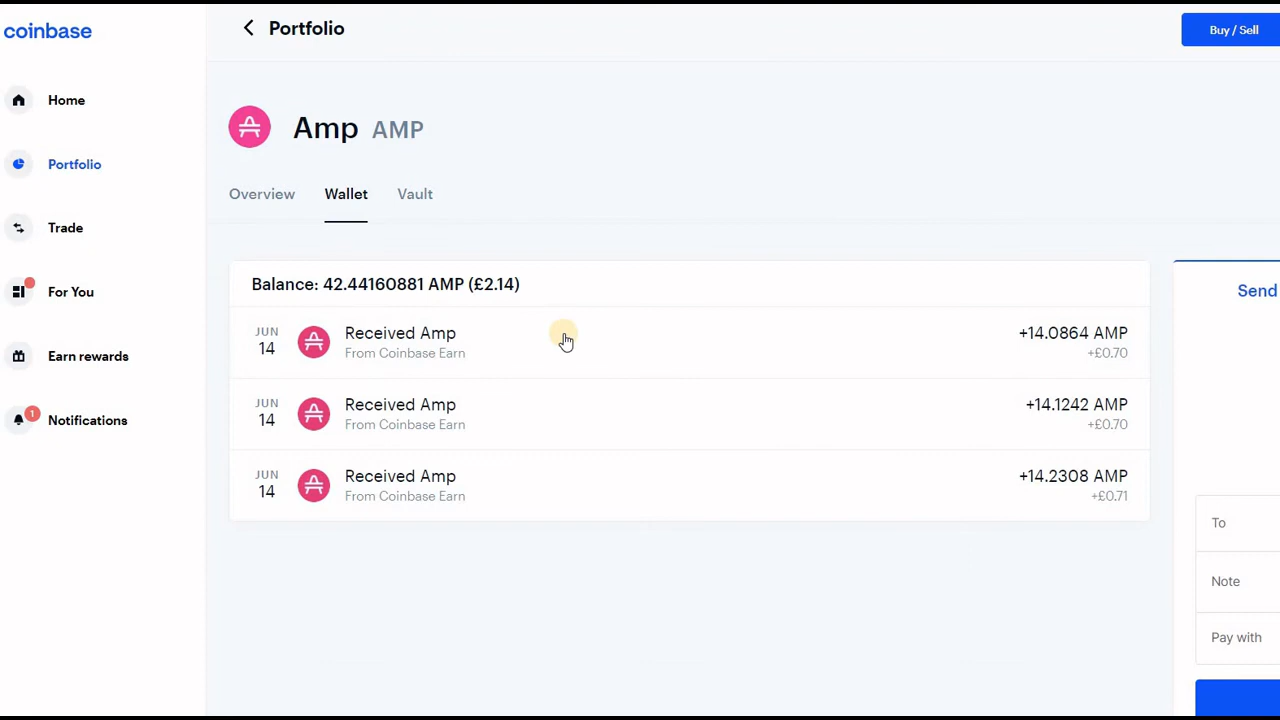 coinbase
Portfolio
Buy / Sell
Home
Portfolio
Trade
For You
Earn rewards
1
Notifications
Amp AMP
Overview Wallet Vault
Balance: 42.44160881 AMP (£2.14)
JUN
14
Received Amp
From Coinbase Earn
+14.0864 AMP
+£0.70
JUN
14
Received Amp
From Coinbase Earn
+14.1242 AMP
+£0.70
JUN
14
Received Amp
From Coinbase Earn
+14.2308 AMP
+£0.71
Send
To
Note
Pay with